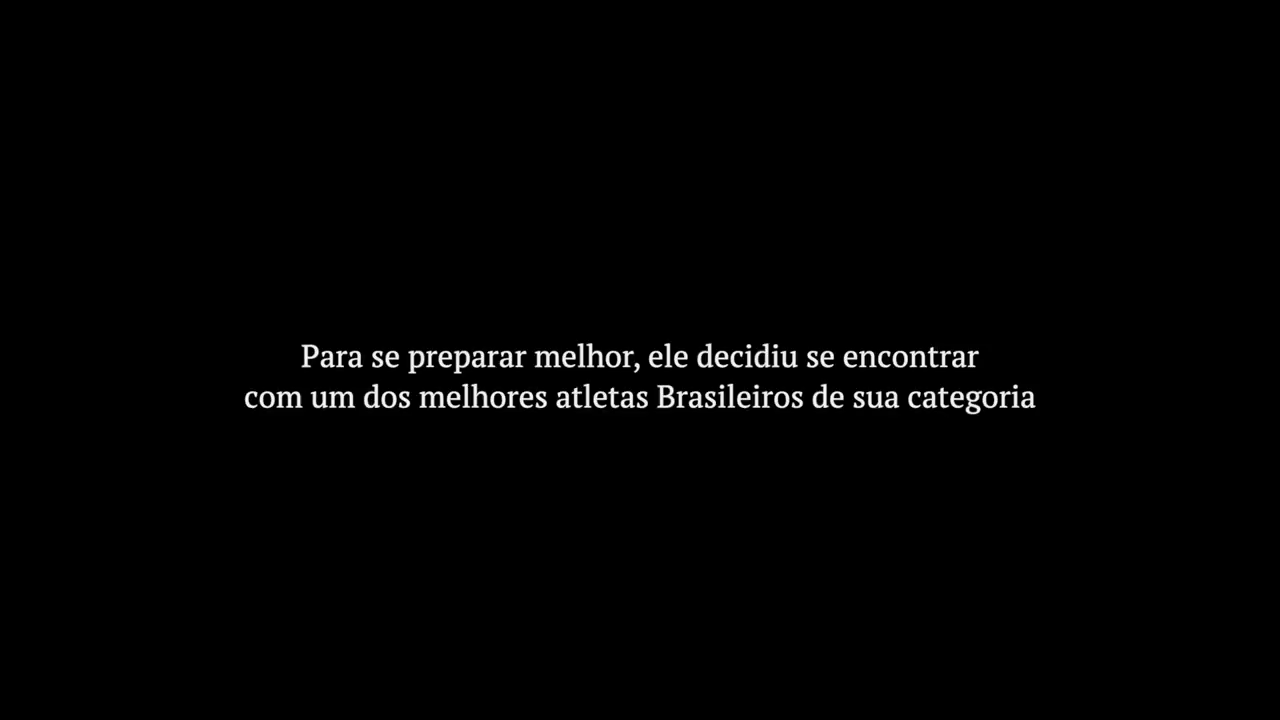 Para se preparar melhor, ele decidiu se encontrar
com um dos melhores atletas Brasileiros de sua categoria